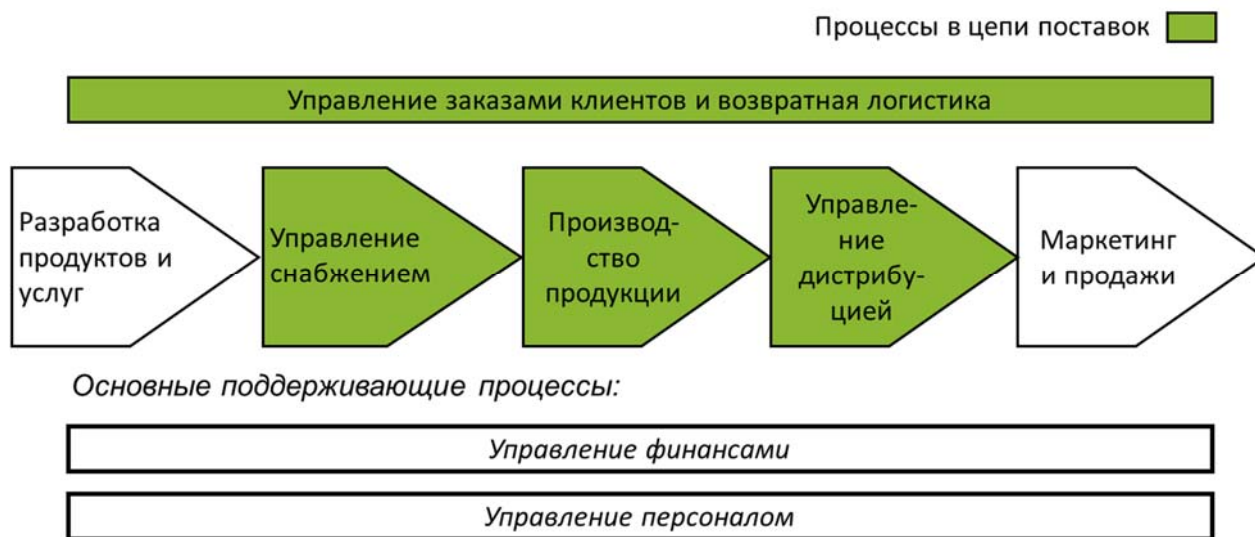 Процессы в цепи поставок
Управление заказами клиентов и возвратная логистика
Разработка
продуктов и
услуг
Управление
снабжением
Производ-
ство
продукции
Управле-
ние
дистрибу-
цией
Маркетинг
и продажи
Основные поддерживающие процессы:
Управление финансами
Управление персоналом